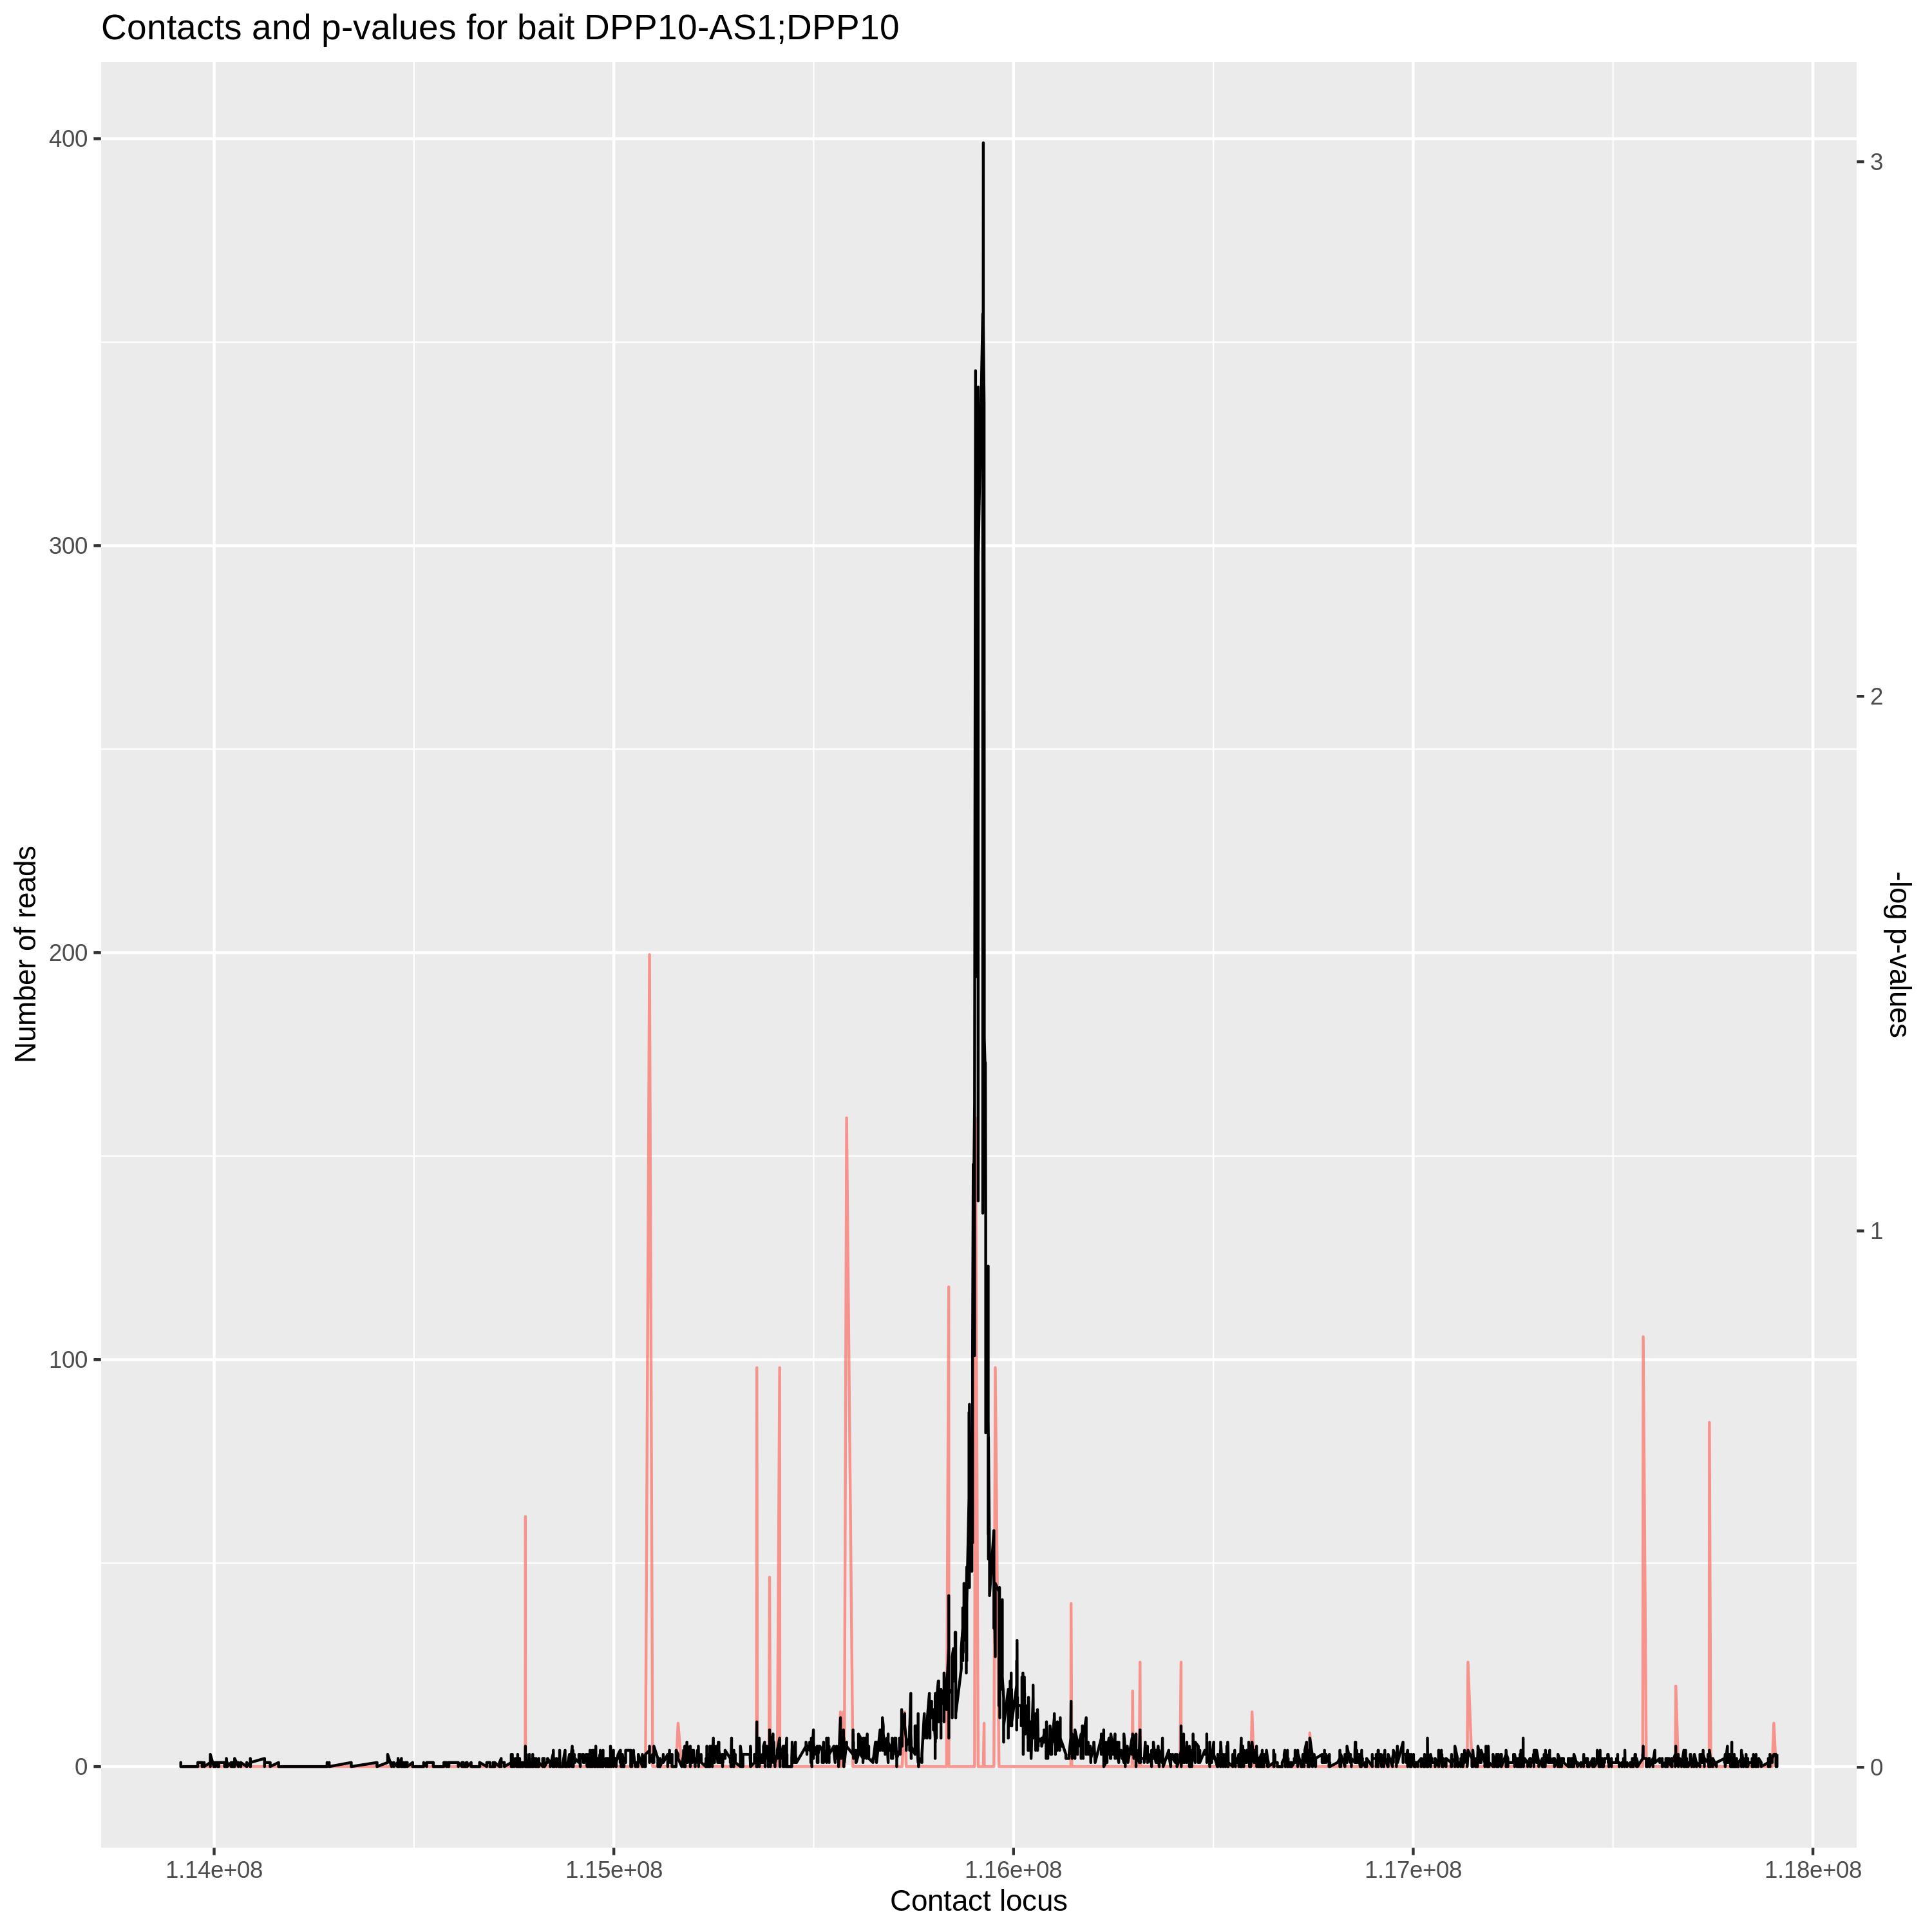 Contacts and p-values for bait DPP10-AS1;DPP10
400
300
200
100
0
Number of reads
3
2
1
0
-log p-values
1.14e+08 1.15e+08 1.16e+08 1.17e+08 1.18e+08
Contact locus